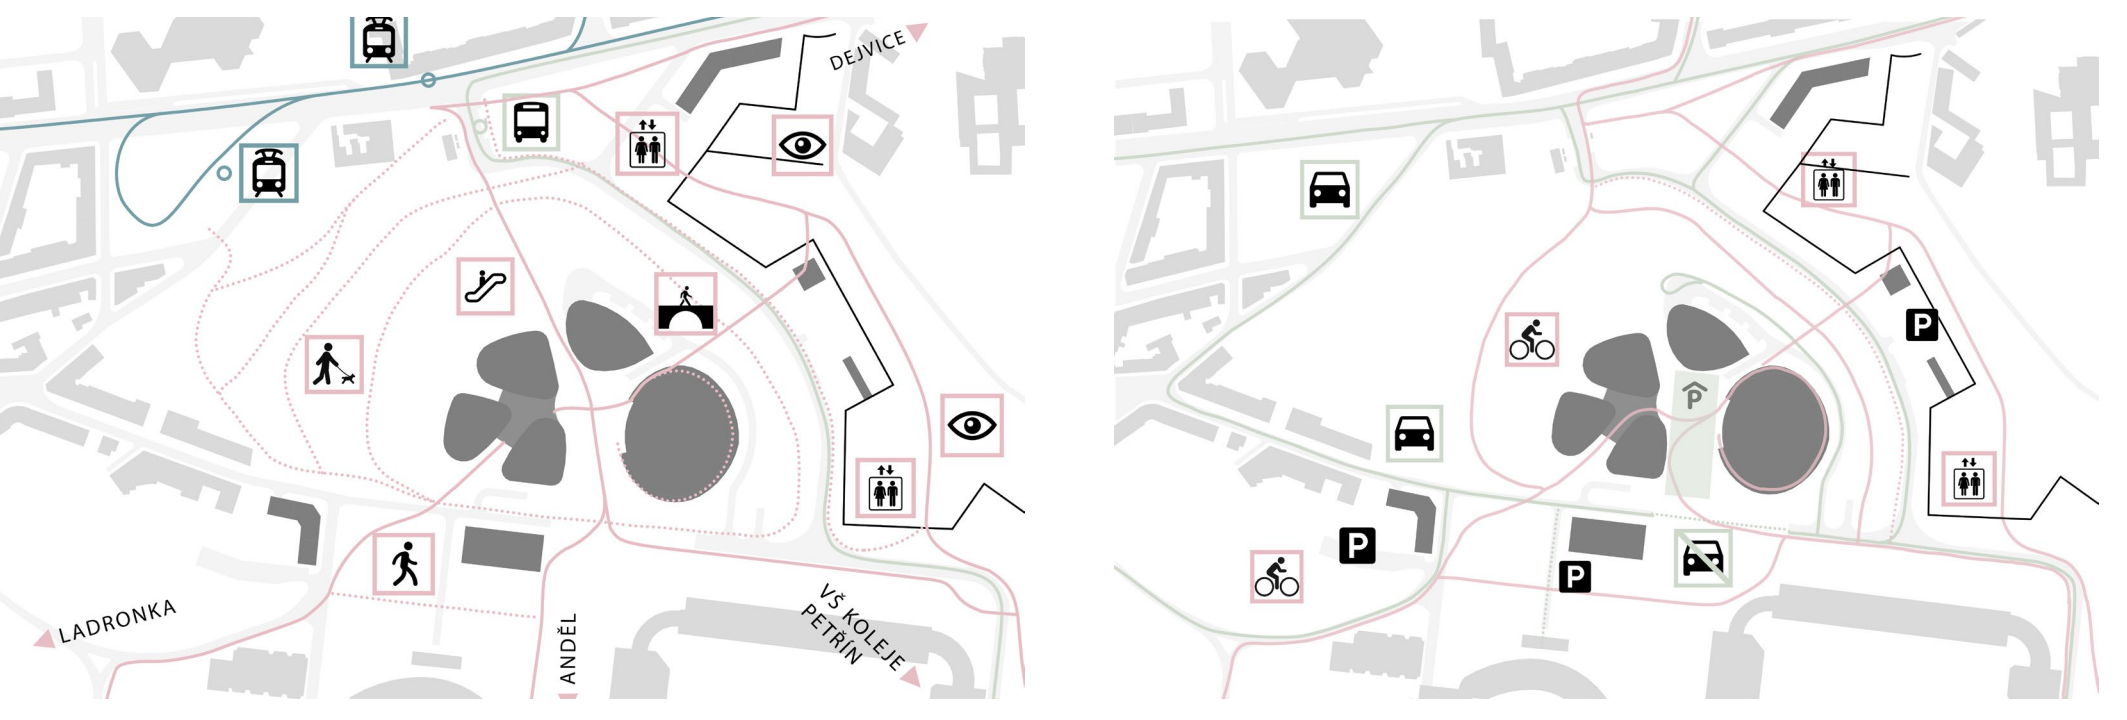 DEJVICE
LADRONKA
ANDĚL
VŠ KOLEJE
PETŘÍN
P
P
P
P